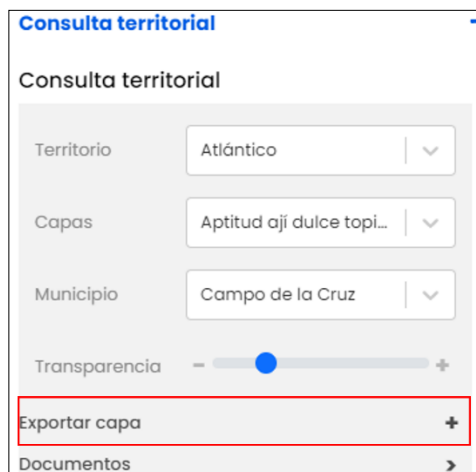 Consulta territorial
Consulta territorial
Territorio Atlántico
Capas Aptitud ají dulce topi...
Municipio Campo de la Cruz
Transparencia - +
Exportar capa +
Documentos >